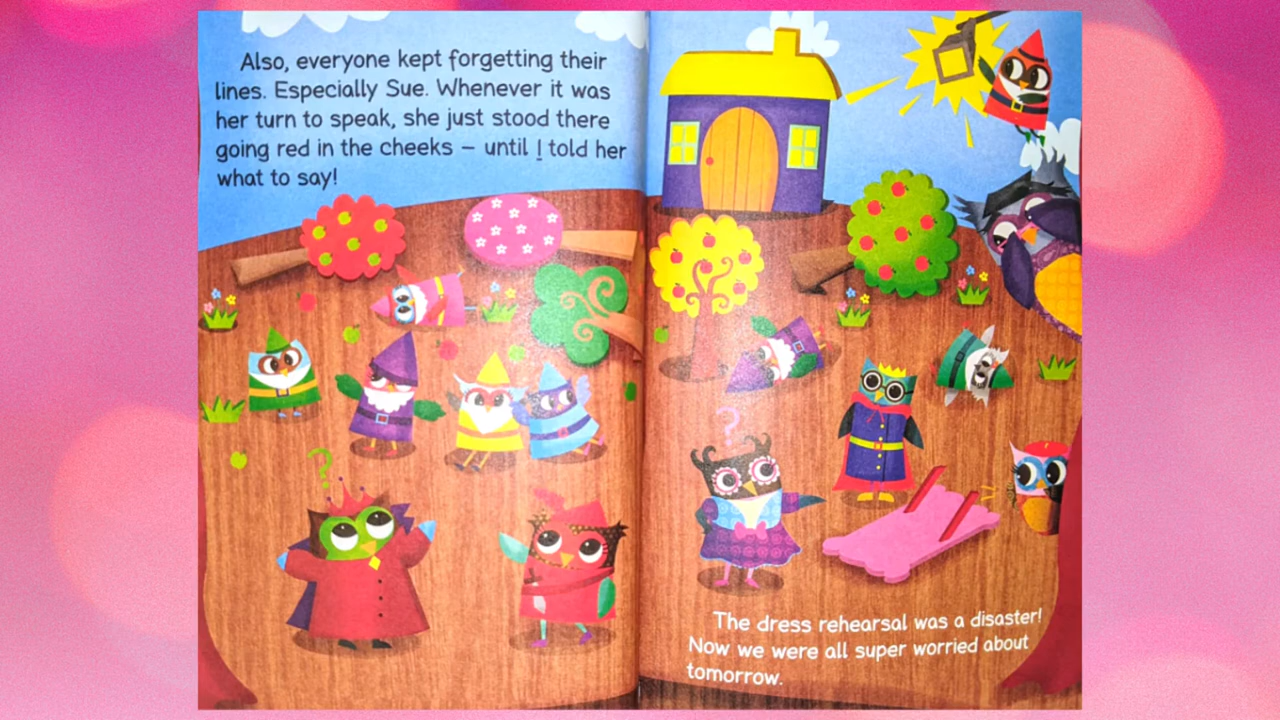 Also, everyone kept forgetting their
lines. Especially Sue. Whenever it was
her turn to speak, she just stood there
going red in the cheeks – until I told her
what to say!
?
?
The dress rehearsal was a disaster!
Now we were all super worried about
tomorrow.